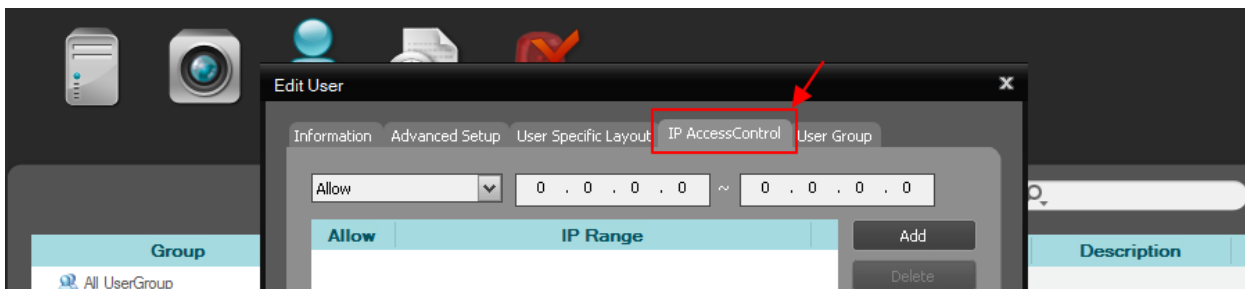 Edit User
x
Information Advanced Setup User Specific Layout IP AccessControl User Group
Allow 0 . 0 . 0 . 0 ~ 0 . 0 . 0 . 0
Allow IP Range Add
Group Description
All UserGroup Delete